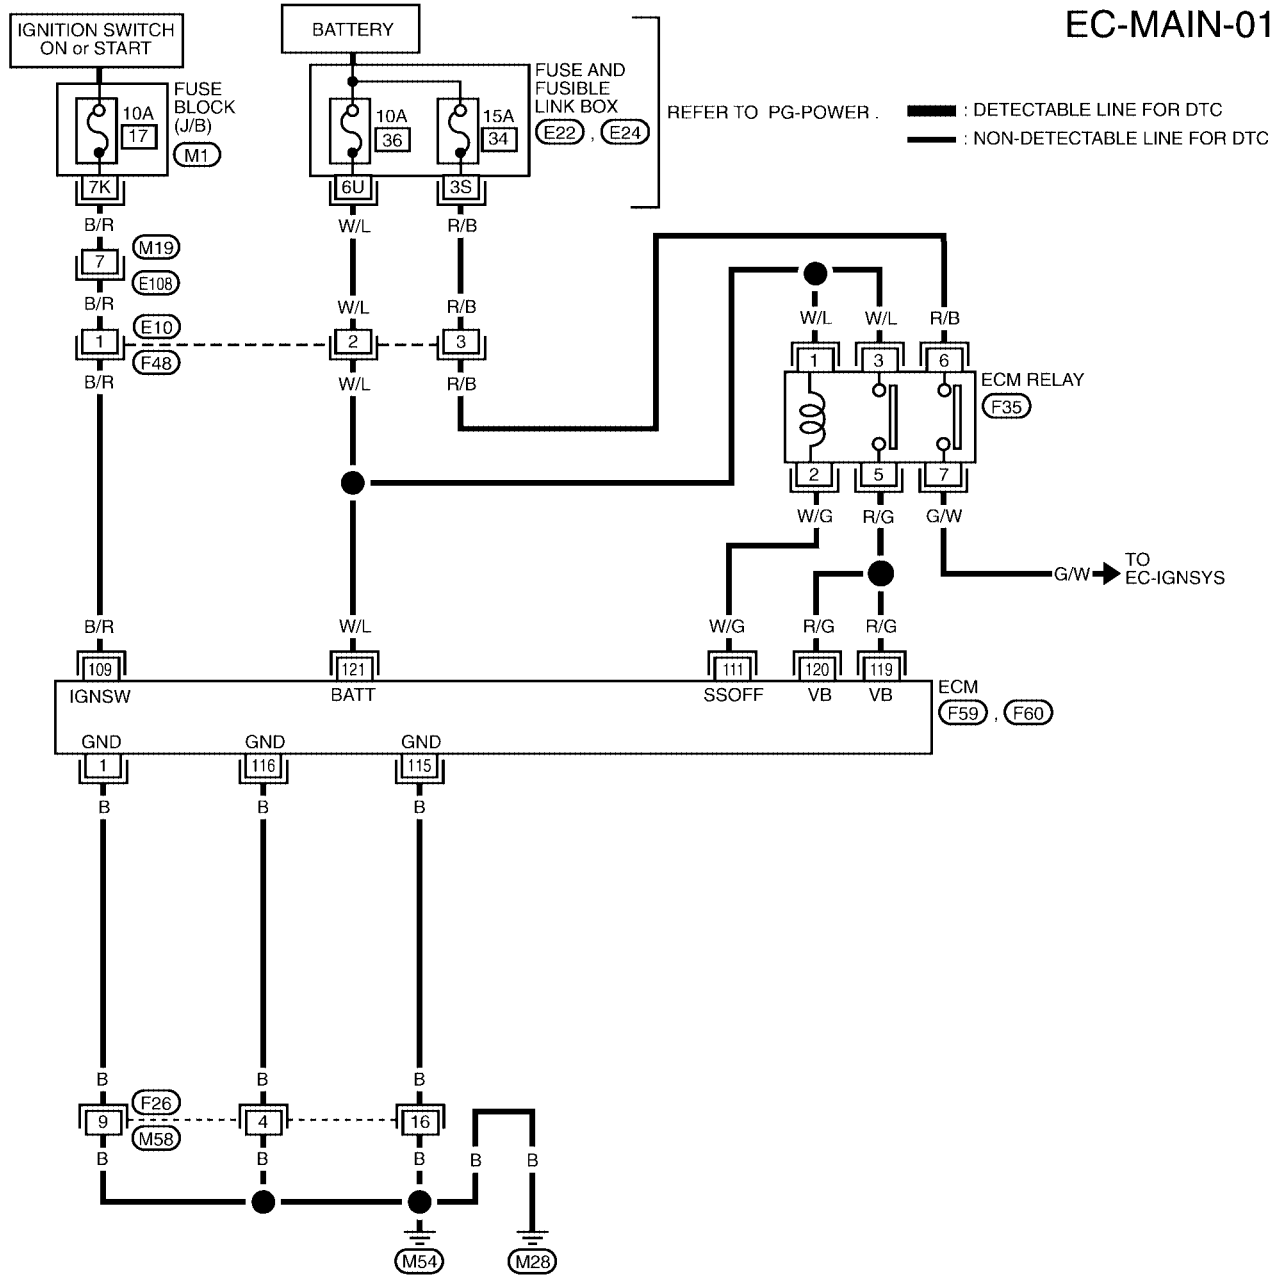 EC-MAIN-01
IGNITION SWITCH
ON or START
BATTERY
FUSE
BLOCK
(J/B)
M1
10A
17
10A
36
15A
34
FUSE AND
FUSIBLE
LINK BOX
E22 , E24
REFER TO PG-POWER .
: DETECTABLE LINE FOR DTC
: NON-DETECTABLE LINE FOR DTC
7K
6U
3S
B/R
W/L
R/B
7
M19
E108
B/R
W/L
R/B
1
E10
F48
2
3
B/R
W/L
R/B
W/L
W/L
R/B
1
3
6
ECM RELAY
F35
2
5
7
W/G
R/G
G/W
G/W
TO
EC-IGNSYS
B/R
W/L
W/G
R/G
R/G
109
121
111
120
119
IGNSW
BATT
SSOFF
VB
VB
ECM
F59 , F60
GND
GND
GND
1
116
115
B
B
B
B
B
B
9
F26
M58
4
16
B
B
B
B
B
M54
M28